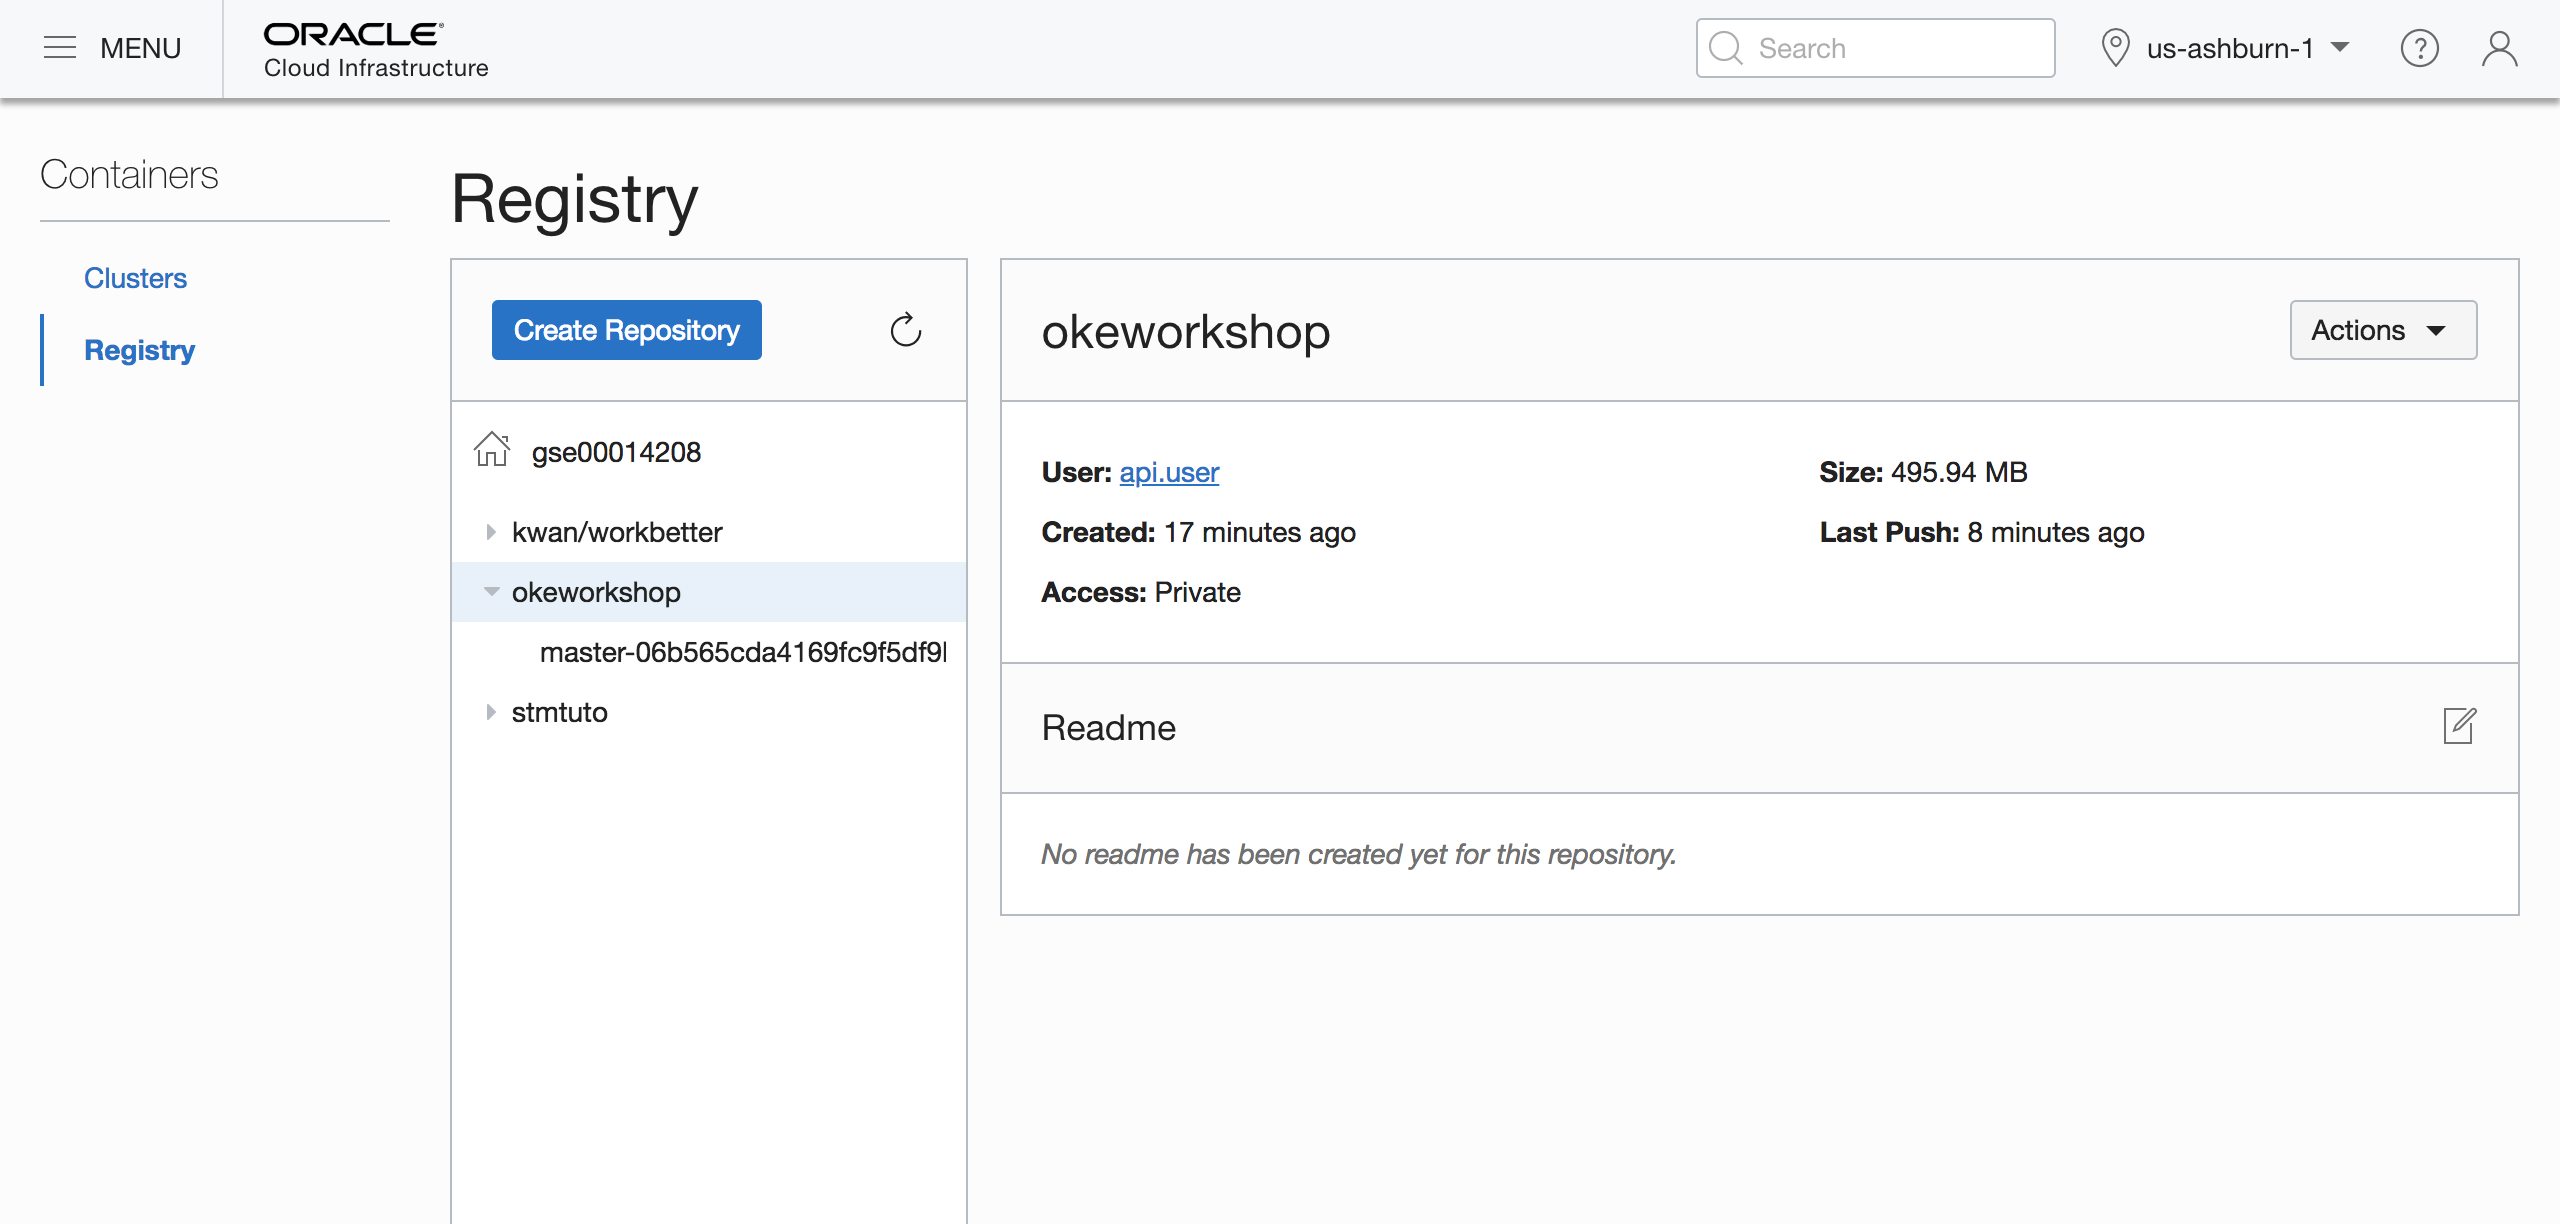 MENU
ORACLE®
Cloud Infrastructure
Search
us-ashburn-1
?
Containers
Clusters
Registry
Registry
Create Repository
gse00014208
kwan/workbetter
okeworkshop
master-06b565cda4169fc9f5df9
stmtuto
okeworkshop
Actions
User: api.user
Size: 495.94 MB
Created: 17 minutes ago
Last Push: 8 minutes ago
Access: Private
Readme
No readme has been created yet for this repository.